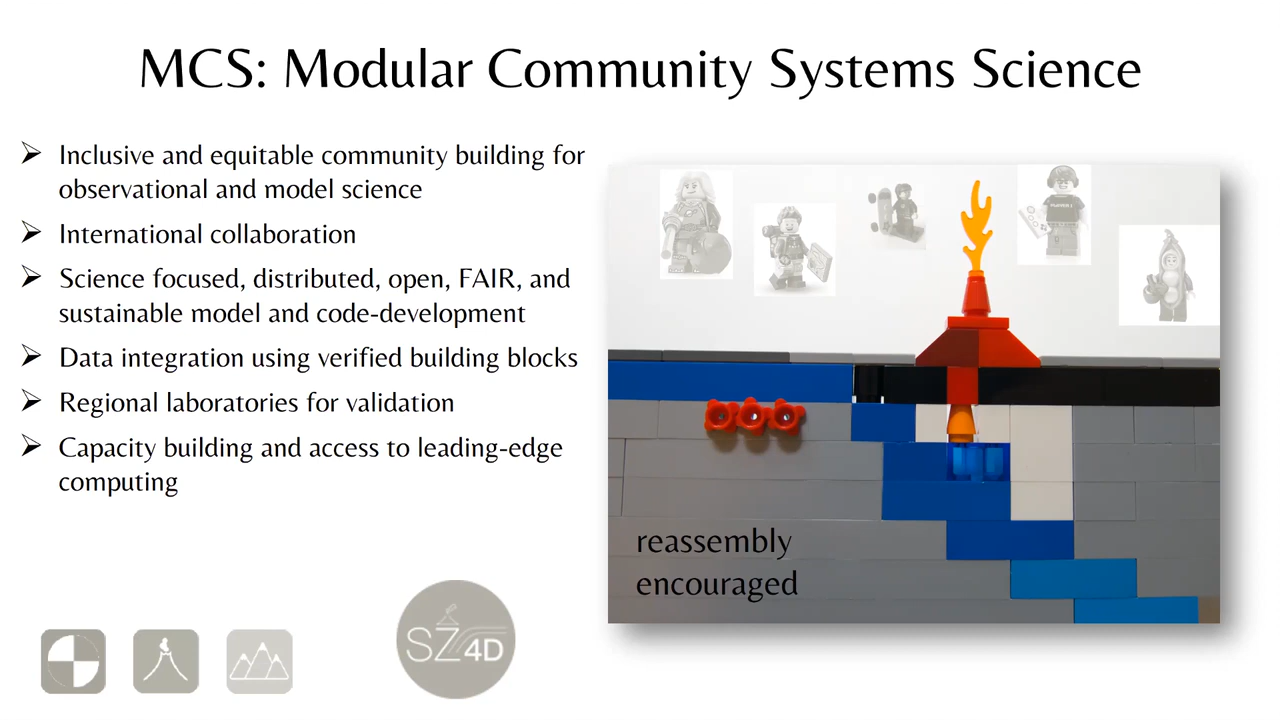 MCS: Modular Community Systems Science
➢ Inclusive and equitable community building for
observational and model science
➢ International collaboration
➢ Science focused, distributed, open, FAIR, and
sustainable model and code-development
➢ Data integration using verified building blocks
➢ Regional laboratories for validation
➢ Capacity building and access to leading-edge
computing
reassembly
encouraged
SZ4D